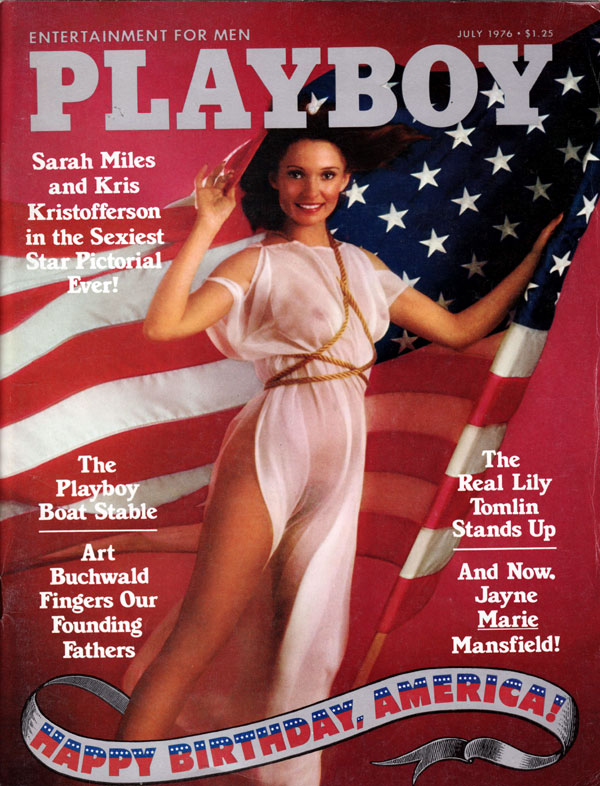 ENTERTAINMENT FOR MEN
JULY 1976 • $1.25
PLAYBOY
Sarah Miles
and Kris
Kristofferson
in the Sexiest
Star Pictorial
Ever!
The
Playboy
Boat Stable
Art
Buchwald
Fingers Our
Founding
Fathers
The
Real Lily
Tomlin
Stands Up
And Now,
Jayne
Marie
Mansfield!
HAPPY BIRTHDAY, AMERICA!